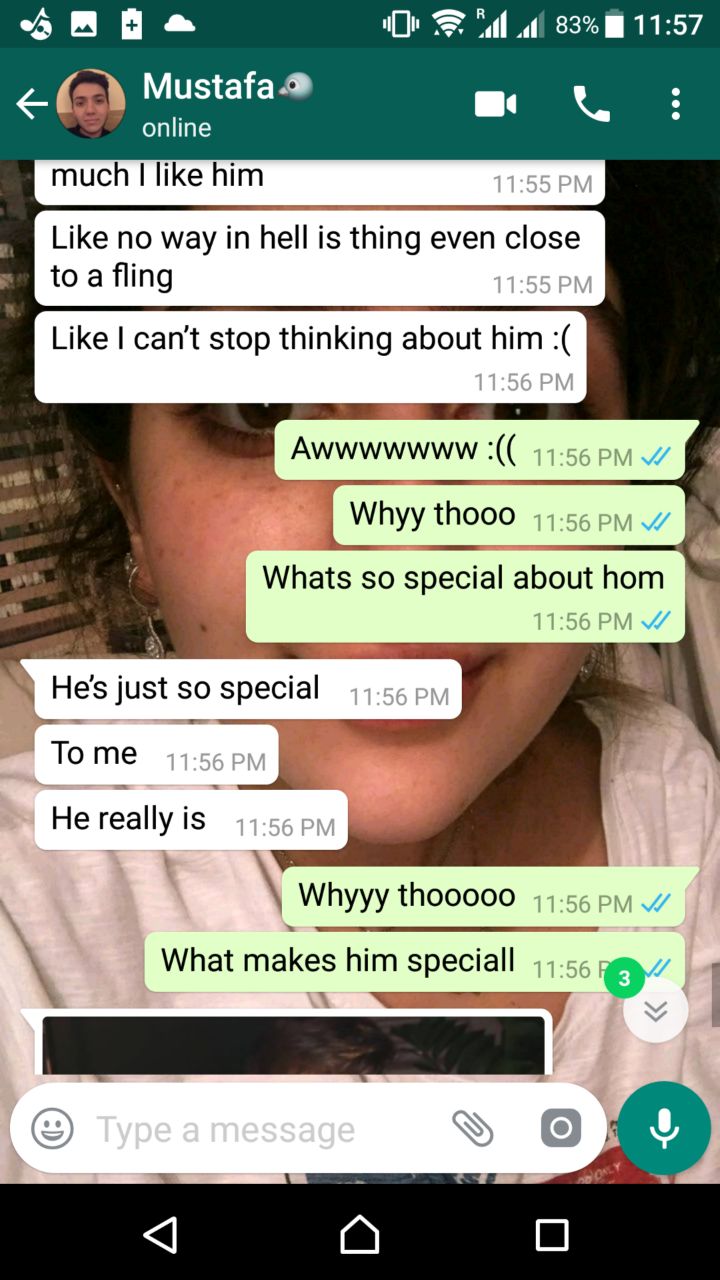 R 83% 11:57
Mustafa🐦
online
much I like him
11:55 PM
Like no way in hell is thing even close
to a fling
11:55 PM
Like I can’t stop thinking about him :(
11:56 PM
Awwwwwww :(( 11:56 PM
Whyy thooo 11:56 PM
Whats so special about hom
11:56 PM
He’s just so special 11:56 PM
To me 11:56 PM
He really is 11:56 PM
Whyyy thooooo 11:56 PM
What makes him speciall 11:56 P
3
Type a message
ONLY